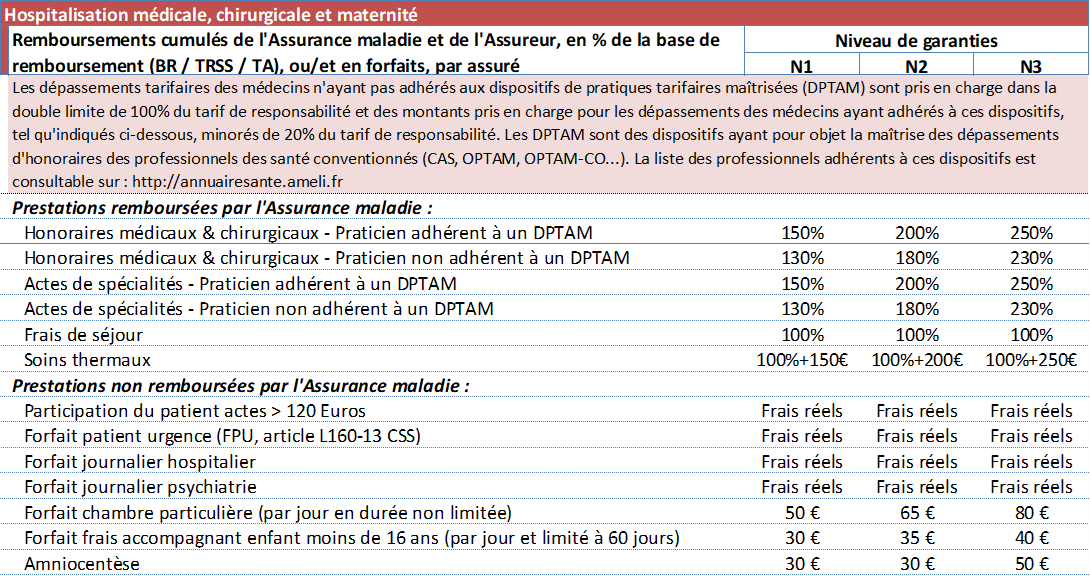 Hospitalisation médicale, chirurgicale et maternité
Remboursements cumulés de l'Assurance maladie et de l'Assureur, en % de la base de remboursement (BR / TRSS / TA), ou/et en forfaits, par assuré
Niveau de garanties
N1 N2 N3
Les dépassements tarifaires des médecins n'ayant pas adhérés aux dispositifs de pratiques tarifaires maîtrisées (DPTAM) sont pris en charge dans la
double limite de 100% du tarif de responsabilité et des montants pris en charge pour les dépassements des médecins ayant adhérés à ces dispositifs,
tel qu'indiqués ci-dessous, minorés de 20% du tarif de responsabilité. Les DPTAM sont des dispositifs ayant pour objet la maîtrise des dépassements
d'honoraires des professionnels des santé conventionnés (CAS, OPTAM, OPTAM-CO...). La liste des professionnels adhérents à ces dispositifs est
consultable sur : http://annuairesante.ameli.fr
Prestations remboursées par l'Assurance maladie :
Honoraires médicaux & chirurgicaux - Praticien adhérent à un DPTAM 150% 200% 250%
Honoraires médicaux & chirurgicaux - Praticien non adhérent à un DPTAM 130% 180% 230%
Actes de spécialités - Praticien adhérent à un DPTAM 150% 200% 250%
Actes de spécialités - Praticien non adhérent à un DPTAM 130% 180% 230%
Frais de séjour 100% 100% 100%
Soins thermaux 100%+150€ 100%+200€ 100%+250€
Prestations non remboursées par l'Assurance maladie :
Participation du patient actes > 120 Euros Frais réels Frais réels Frais réels
Forfait patient urgence (FPU, article L160-13 CSS) Frais réels Frais réels Frais réels
Forfait journalier hospitalier Frais réels Frais réels Frais réels
Forfait journalier psychiatrie Frais réels Frais réels Frais réels
Forfait chambre particulière (par jour en durée non limitée) 50 € 65 € 80 €
Forfait frais accompagnant enfant moins de 16 ans (par jour et limité à 60 jours) 30 € 35 € 40 €
Amniocentèse 30 € 30 € 50 €